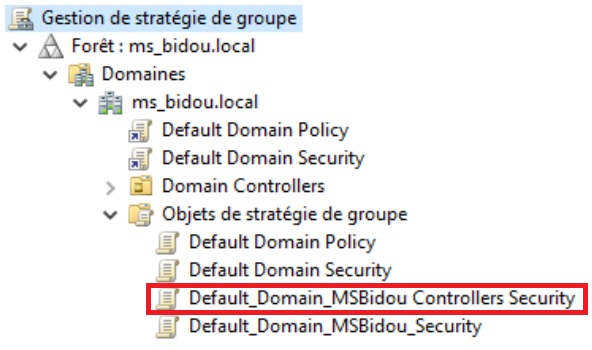 Gestion de stratégie de groupe
Forêt : ms_bidou.local
Domaines
ms_bidou.local
Default Domain Policy
Default Domain Security
Domain Controllers
Objets de stratégie de groupe
Default Domain Policy
Default Domain Security
Default_Domain_MSBidou Controllers Security
Default_Domain_MSBidou_Security